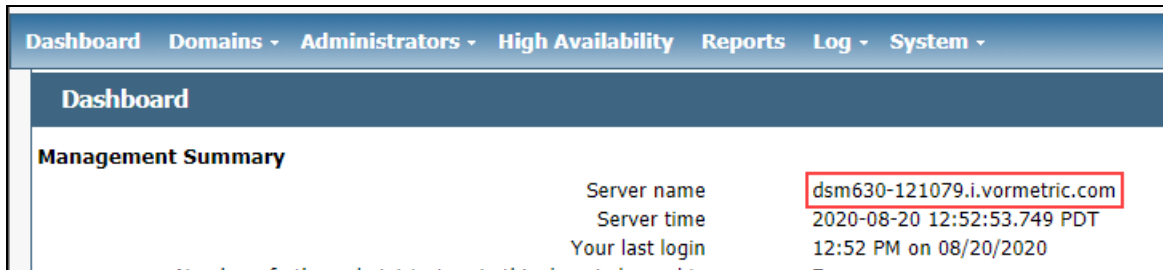 Dashboard Domains Administrators High Availability Reports Log System
Dashboard
Management Summary
Server name dsm630-121079.i.vormetric.com
Server time 2020-08-20 12:52:53.749 PDT
Your last login 12:52 PM on 08/20/2020